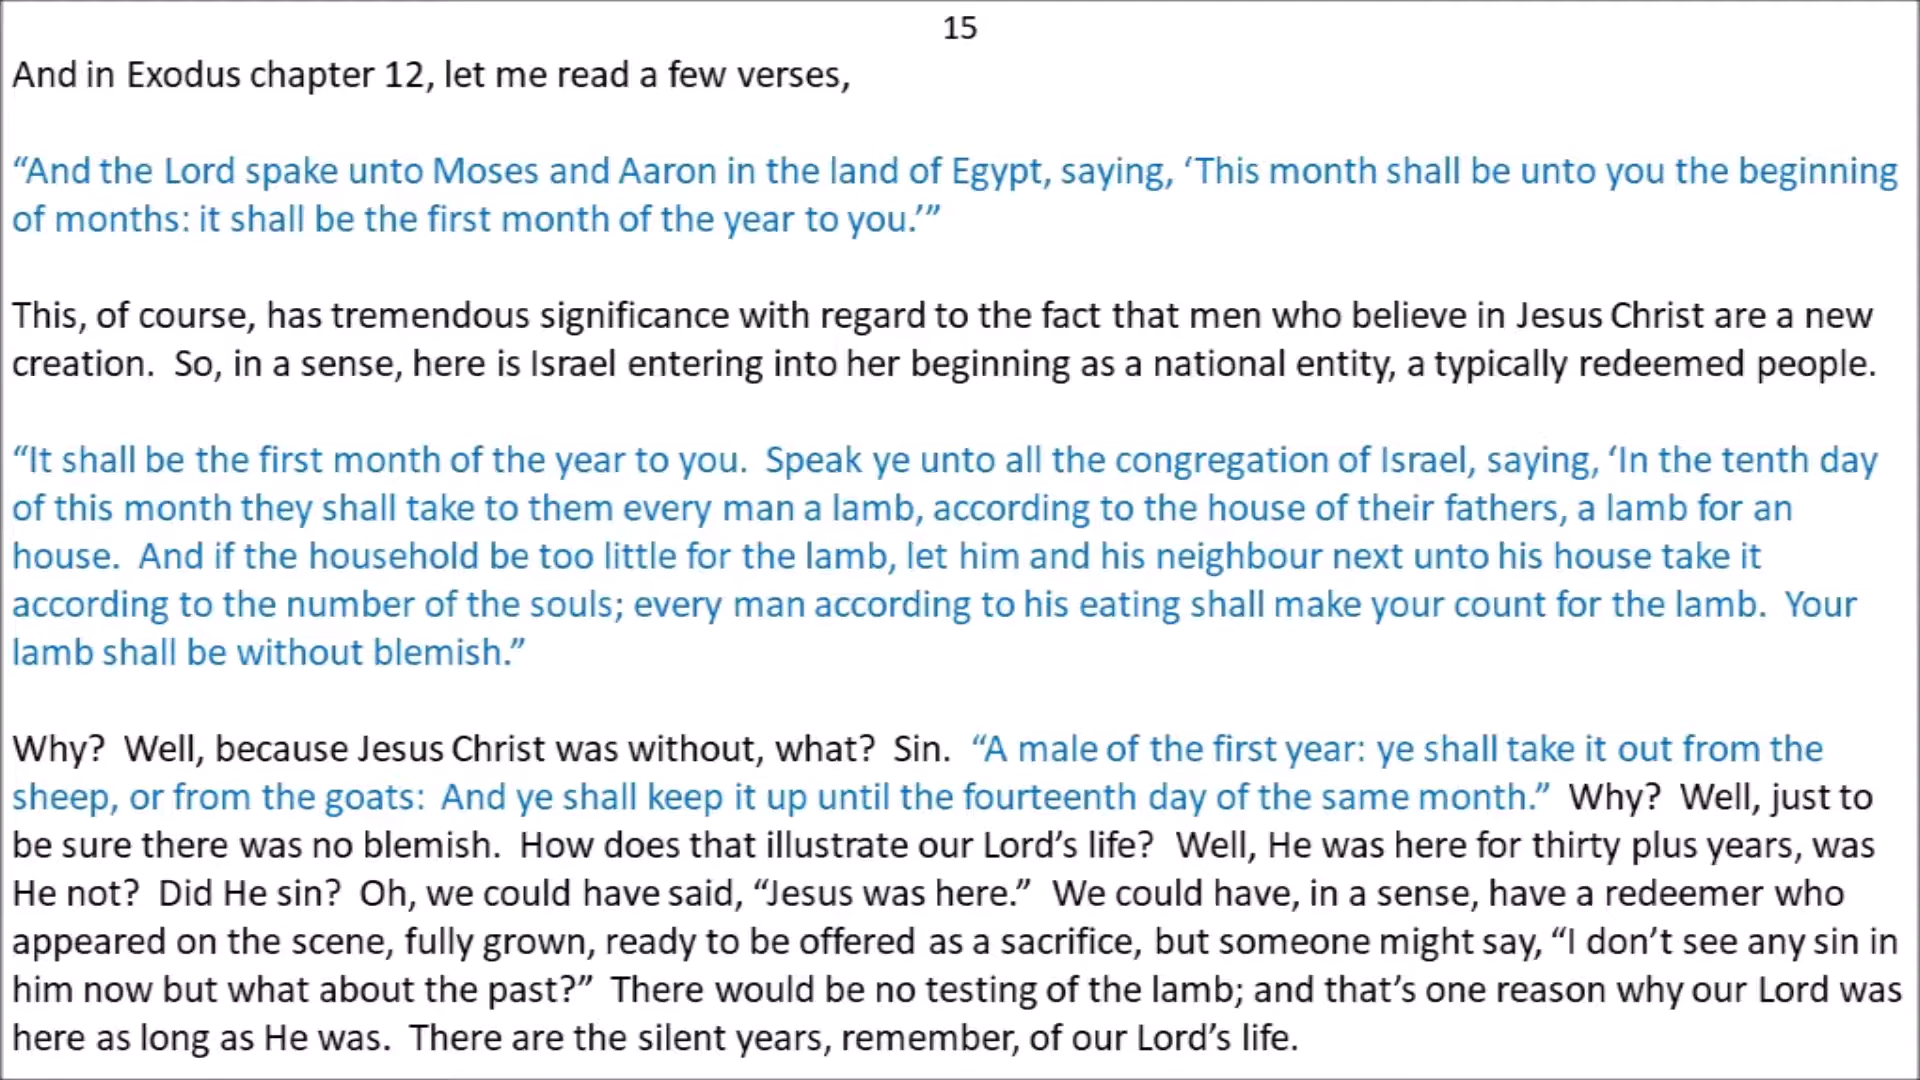 15
And in Exodus chapter 12, let me read a few verses,
“And the Lord spake unto Moses and Aaron in the land of Egypt, saying, ‘This month shall be unto you the beginning
of months: it shall be the first month of the year to you.’”
This, of course, has tremendous significance with regard to the fact that men who believe in Jesus Christ are a new
creation.  So, in a sense, here is Israel entering into her beginning as a national entity, a typically redeemed people.
“It shall be the first month of the year to you.  Speak ye unto all the congregation of Israel, saying, ‘In the tenth day
of this month they shall take to them every man a lamb, according to the house of their fathers, a lamb for an
house.  And if the household be too little for the lamb, let him and his neighbour next unto his house take it
according to the number of the souls; every man according to his eating shall make your count for the lamb.  Your
lamb shall be without blemish.”
Why?  Well, because Jesus Christ was without, what?  Sin.  “A male of the first year: ye shall take it out from the
sheep, or from the goats:  And ye shall keep it up until the fourteenth day of the same month.”  Why?  Well, just to
be sure there was no blemish.  How does that illustrate our Lord’s life?  Well, He was here for thirty plus years, was
He not?  Did He sin?  Oh, we could have said, “Jesus was here.”  We could have, in a sense, have a redeemer who
appeared on the scene, fully grown, ready to be offered as a sacrifice, but someone might say, “I don’t see any sin in
him now but what about the past?”  There would be no testing of the lamb; and that’s one reason why our Lord was
here as long as He was.  There are the silent years, remember, of our Lord’s life.